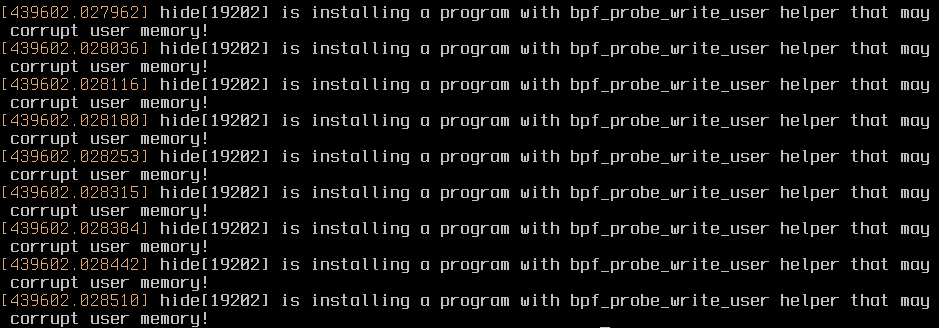 [439602.027962] hide[19202] is installing a program with bpf_probe_write_user helper that may
corrupt user memory!
[439602.028036] hide[19202] is installing a program with bpf_probe_write_user helper that may
corrupt user memory!
[439602.028116] hide[19202] is installing a program with bpf_probe_write_user helper that may
corrupt user memory!
[439602.028180] hide[19202] is installing a program with bpf_probe_write_user helper that may
corrupt user memory!
[439602.028253] hide[19202] is installing a program with bpf_probe_write_user helper that may
corrupt user memory!
[439602.028315] hide[19202] is installing a program with bpf_probe_write_user helper that may
corrupt user memory!
[439602.028384] hide[19202] is installing a program with bpf_probe_write_user helper that may
corrupt user memory!
[439602.028442] hide[19202] is installing a program with bpf_probe_write_user helper that may
corrupt user memory!
[439602.028510] hide[19202] is installing a program with bpf_probe_write_user helper that may
corrupt user memory!